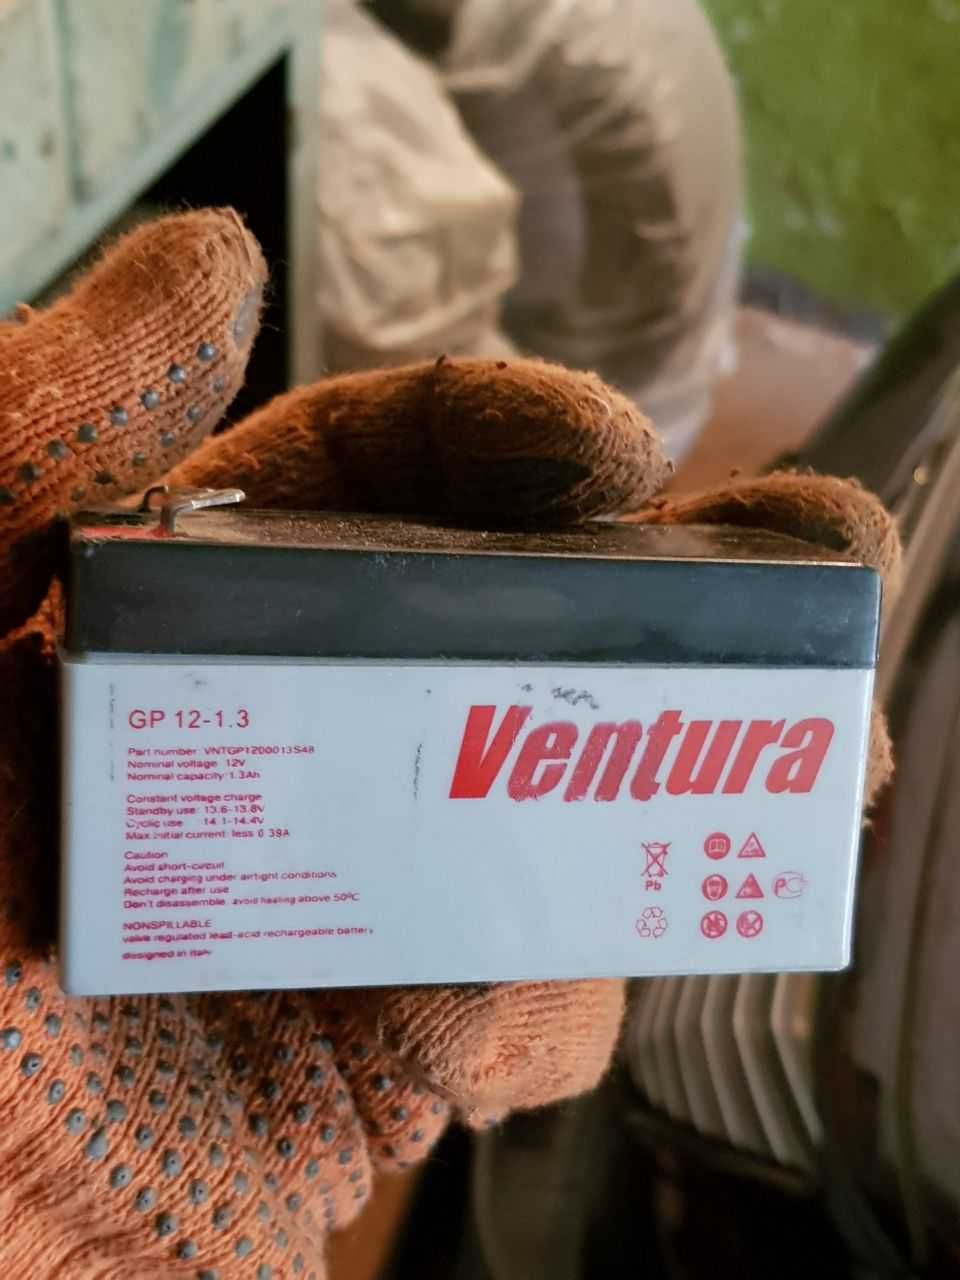 GP 12-1.3
Ventura
Part number: VNTGP1200013S48
Nominal voltage: 12V
Nominal capacity: 1.3Ah
Constant voltage charge
Standby use: 13.6-13.8V
Cyclic use 14.1-14.4V
Max.initial current: less 0.39A
Caution
Avoid short-circuit
Avoid charging under airtight conditions
Recharge after use
Don't disassemble, avoid heating above 50ºC
NONSPILLABLE
valve regulated lead-acid rechargeable battery
designed in Italy
Pb